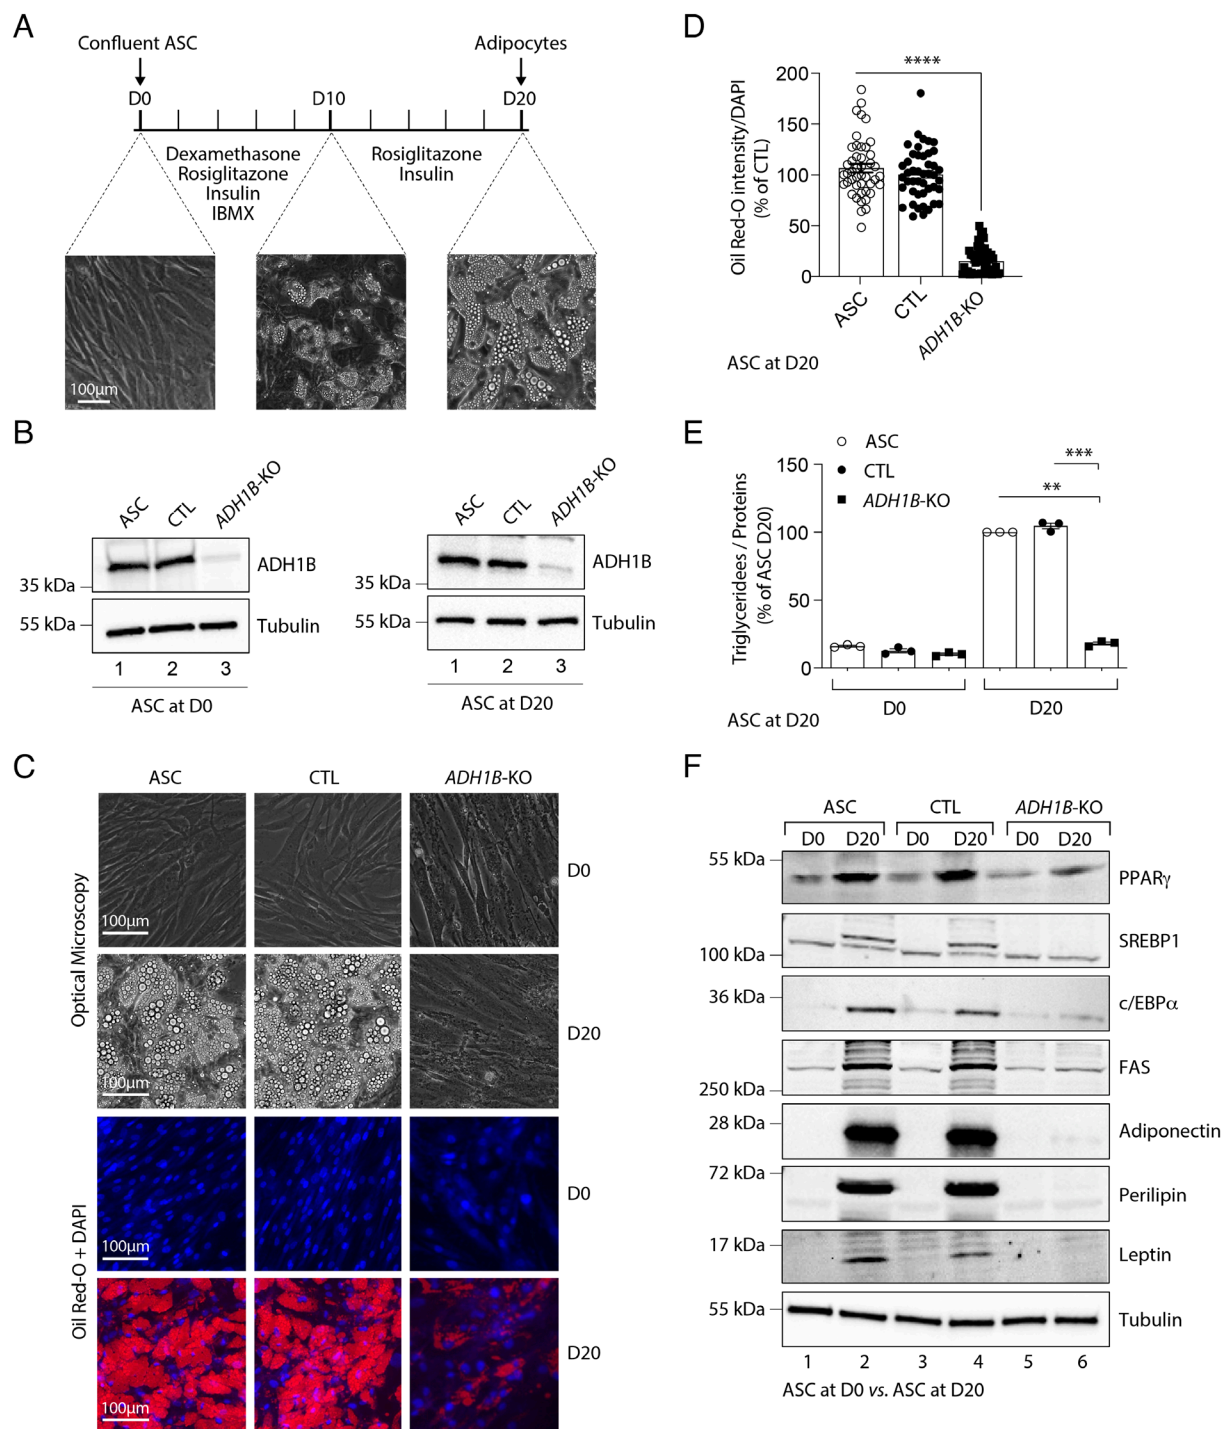 A
Confluent ASC
Adipocytes
D0
D10
D20
Dexamethasone
Rosiglitazone
Insulin
IBMX
Rosiglitazone
Insulin
100µm
B
ASC
CTL
ADH1B-KO
ADH1B
35 kDa
55 kDa
Tubulin
1 2 3
ASC at D0
ASC
CTL
ADH1B-KO
ADH1B
35 kDa
55 kDa
Tubulin
1 2 3
ASC at D20
C
ASC
CTL
ADH1B-KO
Optical Microscopy
100µm
D0
100µm
D20
Oil Red-O + DAPI
100µm
D0
100µm
D20
D
Oil Red-O intensity/DAPI
(% of CTL)
200
150
100
50
0
****
ASC
CTL
ADH1B-KO
ASC at D20
E
ASC
CTL
ADH1B-KO
Triglyceridees / Proteins
(% of ASC D20)
150
100
50
0
***
**
D0
D20
ASC at D20
F
ASC
CTL
ADH1B-KO
D0 D20 D0 D20 D0 D20
55 kDa
PPARγ
SREBP1
100 kDa
36 kDa
c/EBPα
FAS
250 kDa
28 kDa
Adiponectin
72 kDa
Perilipin
17 kDa
Leptin
55 kDa
Tubulin
1 2 3 4 5 6
ASC at D0 vs. ASC at D20